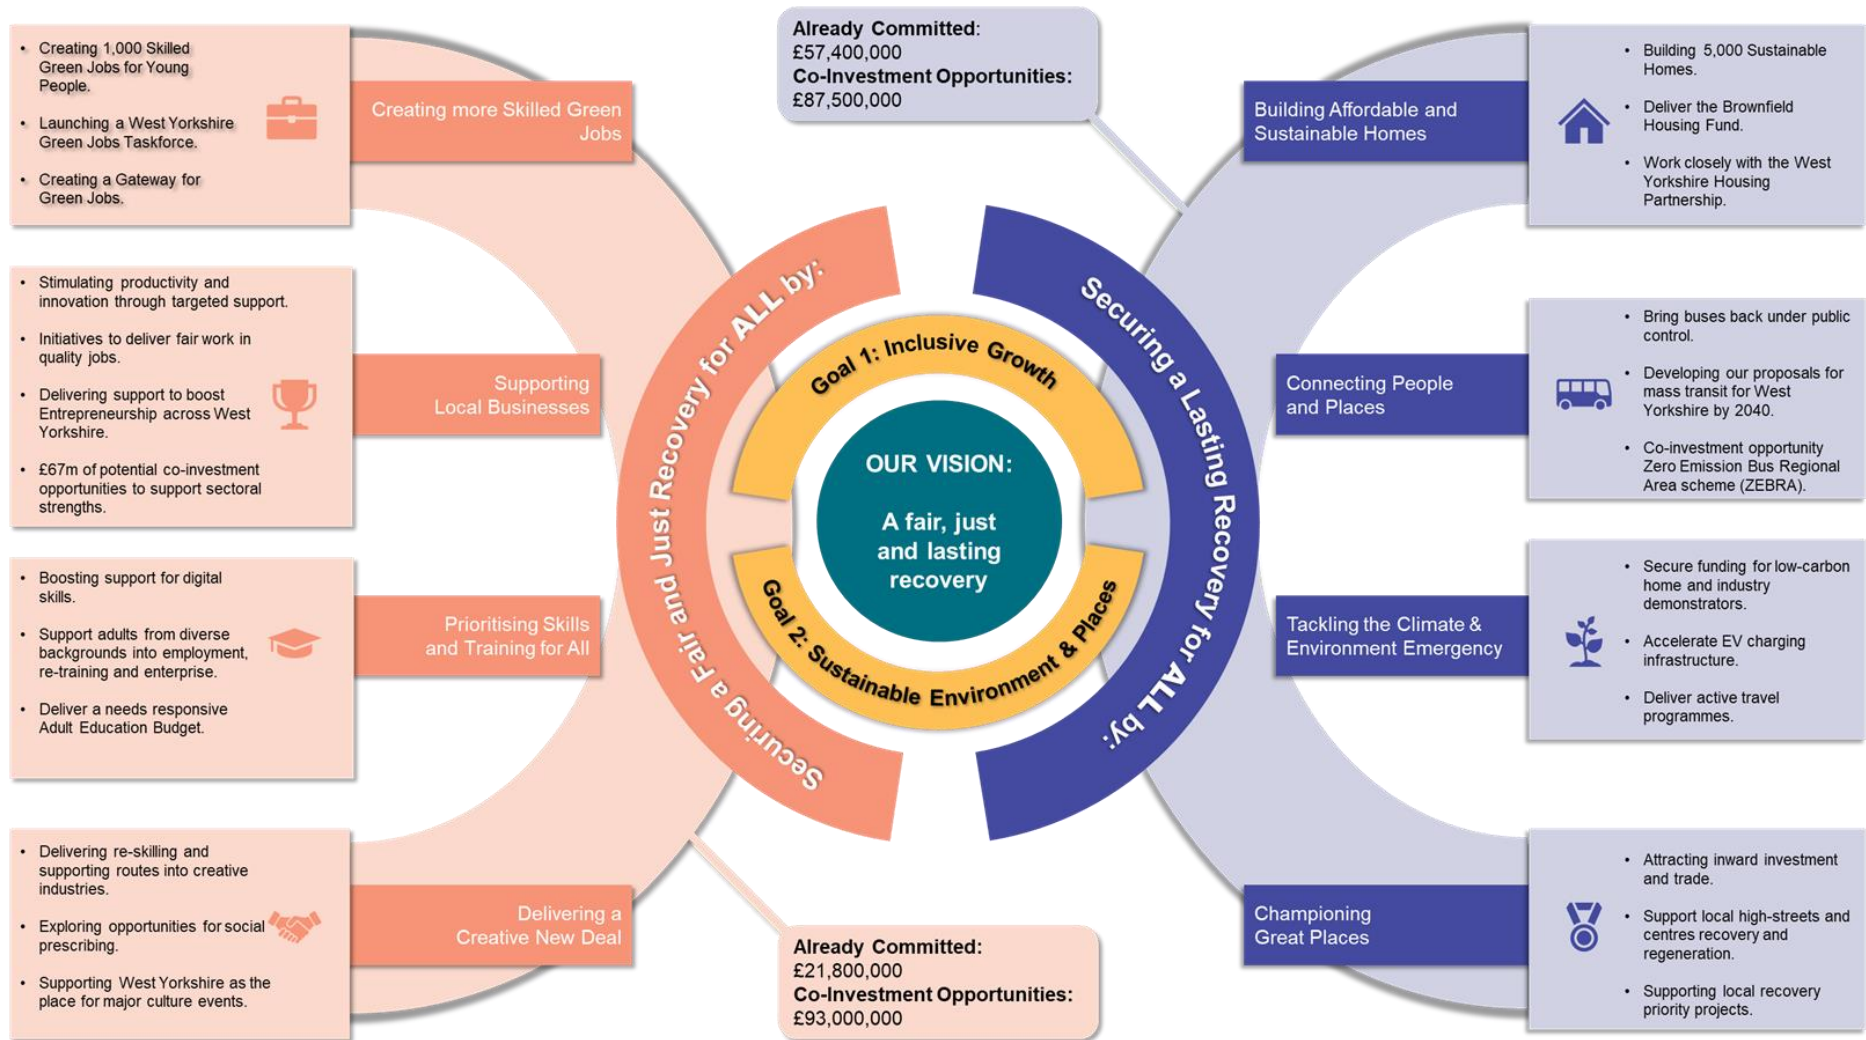 • Creating 1,000 Skilled
Green Jobs for Young
People.
• Launching a West Yorkshire
Green Jobs Taskforce.
• Creating a Gateway for
Green Jobs.
Creating more Skilled Green
Jobs
• Stimulating productivity and
innovation through targeted support.
• Initiatives to deliver fair work in
quality jobs.
• Delivering support to boost
Entrepreneurship across West
Yorkshire.
• £67m of potential co-investment
opportunities to support sectoral
strengths.
Supporting
Local Businesses
• Boosting support for digital
skills.
• Support adults from diverse
backgrounds into employment,
re-training and enterprise.
• Deliver a needs responsive
Adult Education Budget.
Prioritising Skills
and Training for All
• Delivering re-skilling and
supporting routes into creative
industries.
• Exploring opportunities for social
prescribing.
• Supporting West Yorkshire as the
place for major culture events.
Delivering a
Creative New Deal
Securing a Fair and Just Recovery for ALL by:
Already Committed:
£21,800,000
Co-Investment Opportunities:
£93,000,000
Goal 1: Inclusive Growth
OUR VISION:
A fair, just
and lasting
recovery
Goal 2: Sustainable Environment & Places
Already Committed:
£57,400,000
Co-Investment Opportunities:
£87,500,000
Securing a Lasting Recovery for ALL by:
Building Affordable and
Sustainable Homes
• Building 5,000 Sustainable
Homes.
• Deliver the Brownfield
Housing Fund.
• Work closely with the West
Yorkshire Housing
Partnership.
Connecting People
and Places
• Bring buses back under public
control.
• Developing our proposals for
mass transit for West
Yorkshire by 2040.
• Co-investment opportunity
Zero Emission Bus Regional
Area scheme (ZEBRA).
Tackling the Climate &
Environment Emergency
• Secure funding for low-carbon
home and industry
demonstrators.
• Accelerate EV charging
infrastructure.
• Deliver active travel
programmes.
Championing
Great Places
• Attracting inward investment
and trade.
• Support local high-streets and
centres recovery and
regeneration.
• Supporting local recovery
priority projects.